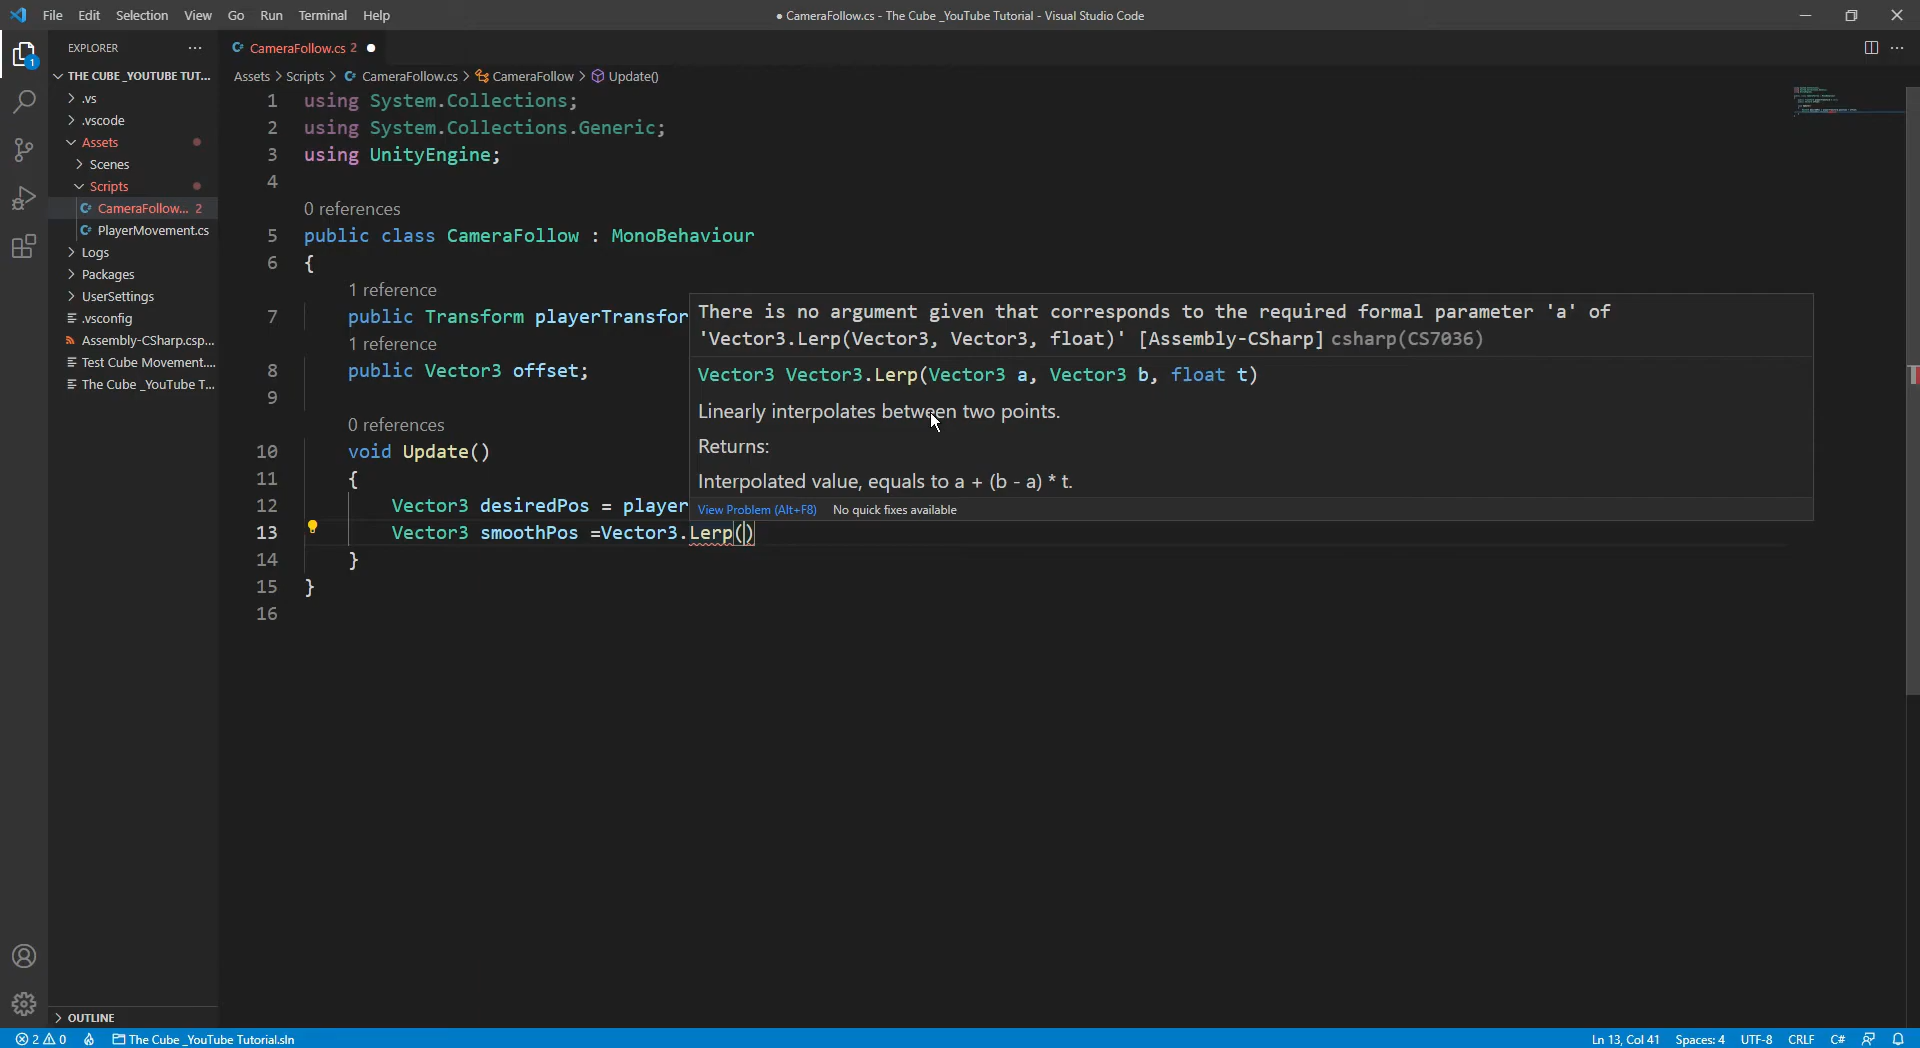 File Edit Selection View Go Run Terminal Help
● CameraFollow.cs - The Cube _YouTube Tutorial - Visual Studio Code
EXPLORER
THE CUBE _YOUTUBE TUT...
.vs
.vscode
Assets
Scenes
Scripts
CameraFollow... 2
PlayerMovement.cs
Logs
Packages
UserSettings
.vsconfig
Assembly-CSharp.csp...
Test Cube Movement....
The Cube _YouTube T...
OUTLINE
1
CameraFollow.cs 2
Assets > Scripts > CameraFollow.cs > CameraFollow > Update()
1 using System.Collections;
2 using System.Collections.Generic;
3 using UnityEngine;
4
0 references
5 public class CameraFollow : MonoBehaviour
6 {
1 reference
7 public Transform playerTransfor
1 reference
8 public Vector3 offset;
9
0 references
10 void Update()
11 {
12 Vector3 desiredPos = player
13 Vector3 smoothPos =Vector3.Lerp()
14 }
15 }
16
There is no argument given that corresponds to the required formal parameter 'a' of
'Vector3.Lerp(Vector3, Vector3, float)' [Assembly-CSharp] csharp(CS7036)
Vector3 Vector3.Lerp(Vector3 a, Vector3 b, float t)
Linearly interpolates between two points.
Returns:
Interpolated value, equals to a + (b - a) * t.
View Problem (Alt+F8) No quick fixes available
2 0 The Cube _YouTube Tutorial.sln
Ln 13, Col 41 Spaces: 4 UTF-8 CRLF C#